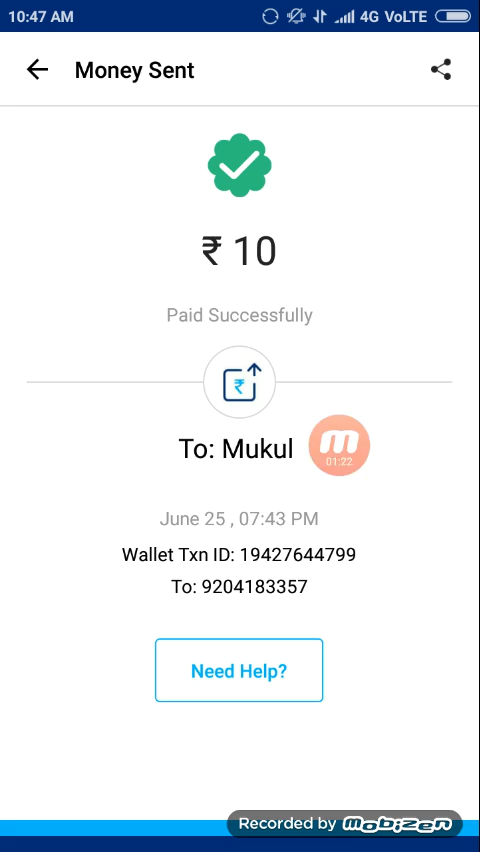 10:47 AM 4G VoLTE
Money Sent
₹ 10
Paid Successfully
₹
To: Mukul
m
01:22
June 25 , 07:43 PM
Wallet Txn ID: 19427644799
To: 9204183357
Need Help?
Recorded by mobizen